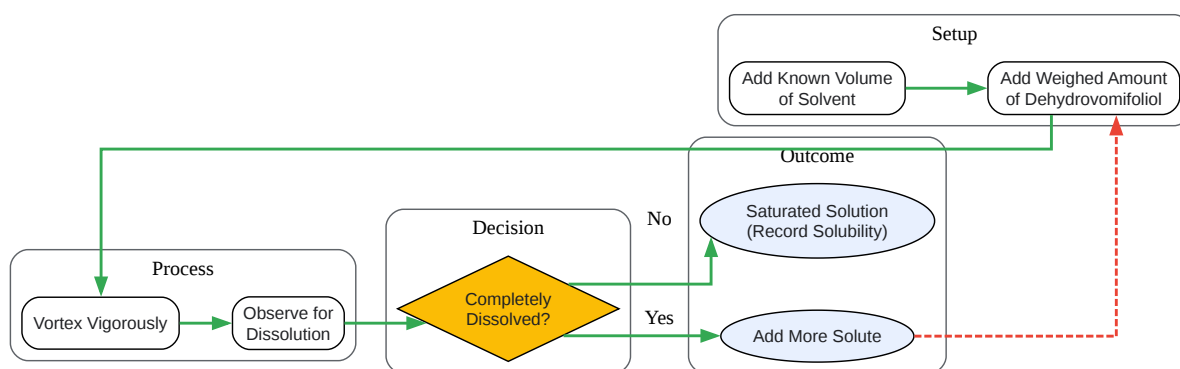 Setup
Add Known Volume
of Solvent
Add Weighed Amount
of Dehydrovomifoliol
Outcome
Saturated Solution
(Record Solubility)
No
Decision
Process
Completely
Dissolved?
Vortex Vigorously
Observe for
Dissolution
Yes
Add More Solute